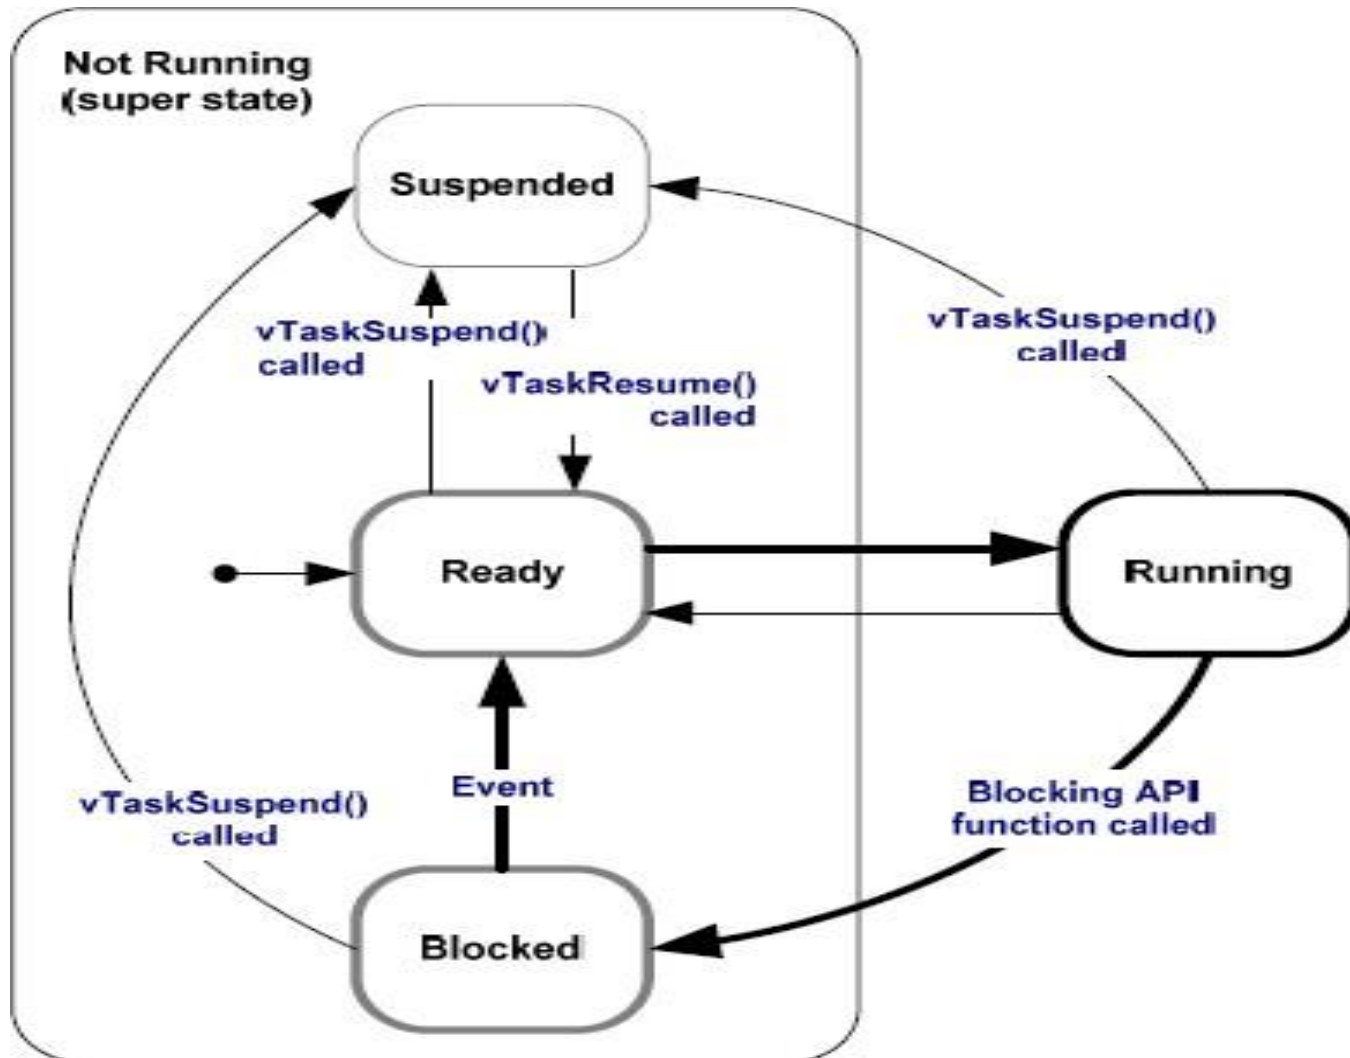 Not Running
(super state)
Suspended
vTaskSuspend()
called
vTaskResume()
called
vTaskSuspend()
called
Ready
Running
Event
vTaskSuspend()
called
Blocking API
function called
Blocked